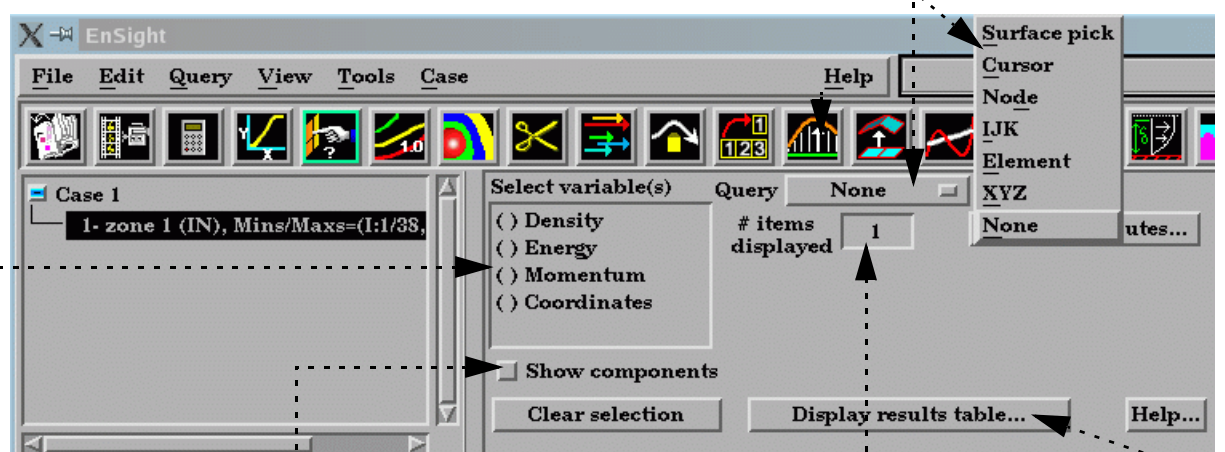 EnSight
File Edit Query View Tools Case Help
1.0
1
123
Case 1
1- zone 1 (IN), Mins/Maxs=(I:1/38,
Select variable(s)
( ) Density
( ) Energy
( ) Momentum
( ) Coordinates
Show components
Clear selection
Query None
# items
displayed 1
Display results table...
Help...
Surface pick
Cursor
Node
IJK
Element
XYZ
None
utes...